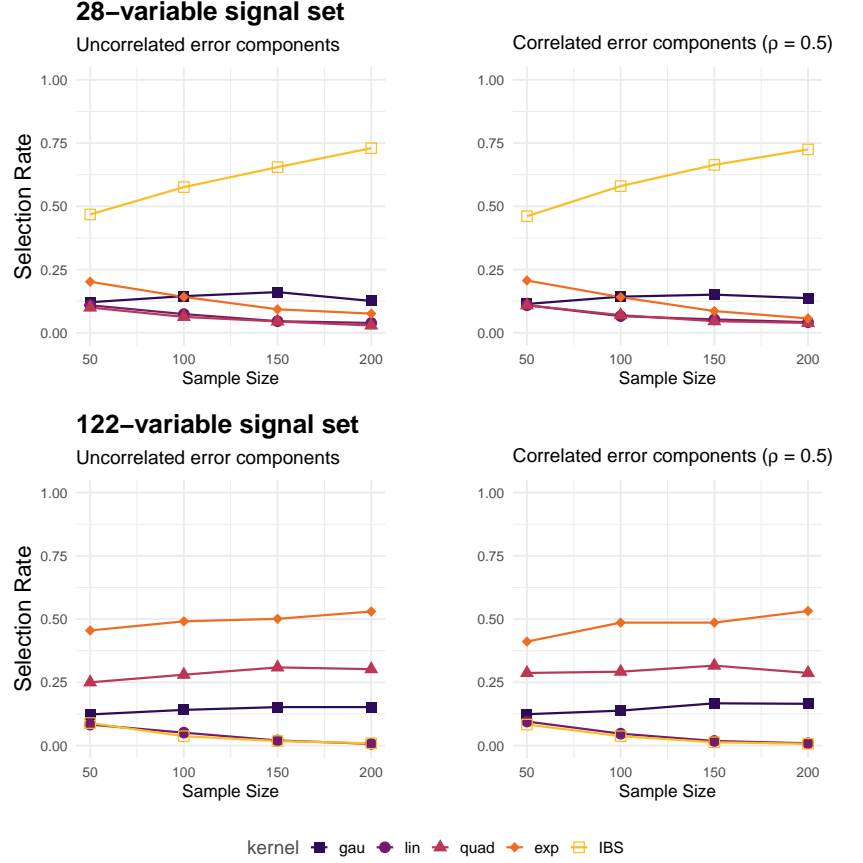 28−variable signal set
Uncorrelated error components
Correlated error components (ρ = 0.5)
1.00
0.75
0.50
0.25
0.00
50 100 150 200
Sample Size
Selection Rate
1.00
0.75
0.50
0.25
0.00
50 100 150 200
Sample Size
122−variable signal set
Uncorrelated error components
Correlated error components (ρ = 0.5)
1.00
0.75
0.50
0.25
0.00
50 100 150 200
Sample Size
Selection Rate
1.00
0.75
0.50
0.25
0.00
50 100 150 200
Sample Size
kernel gau lin quad exp IBS